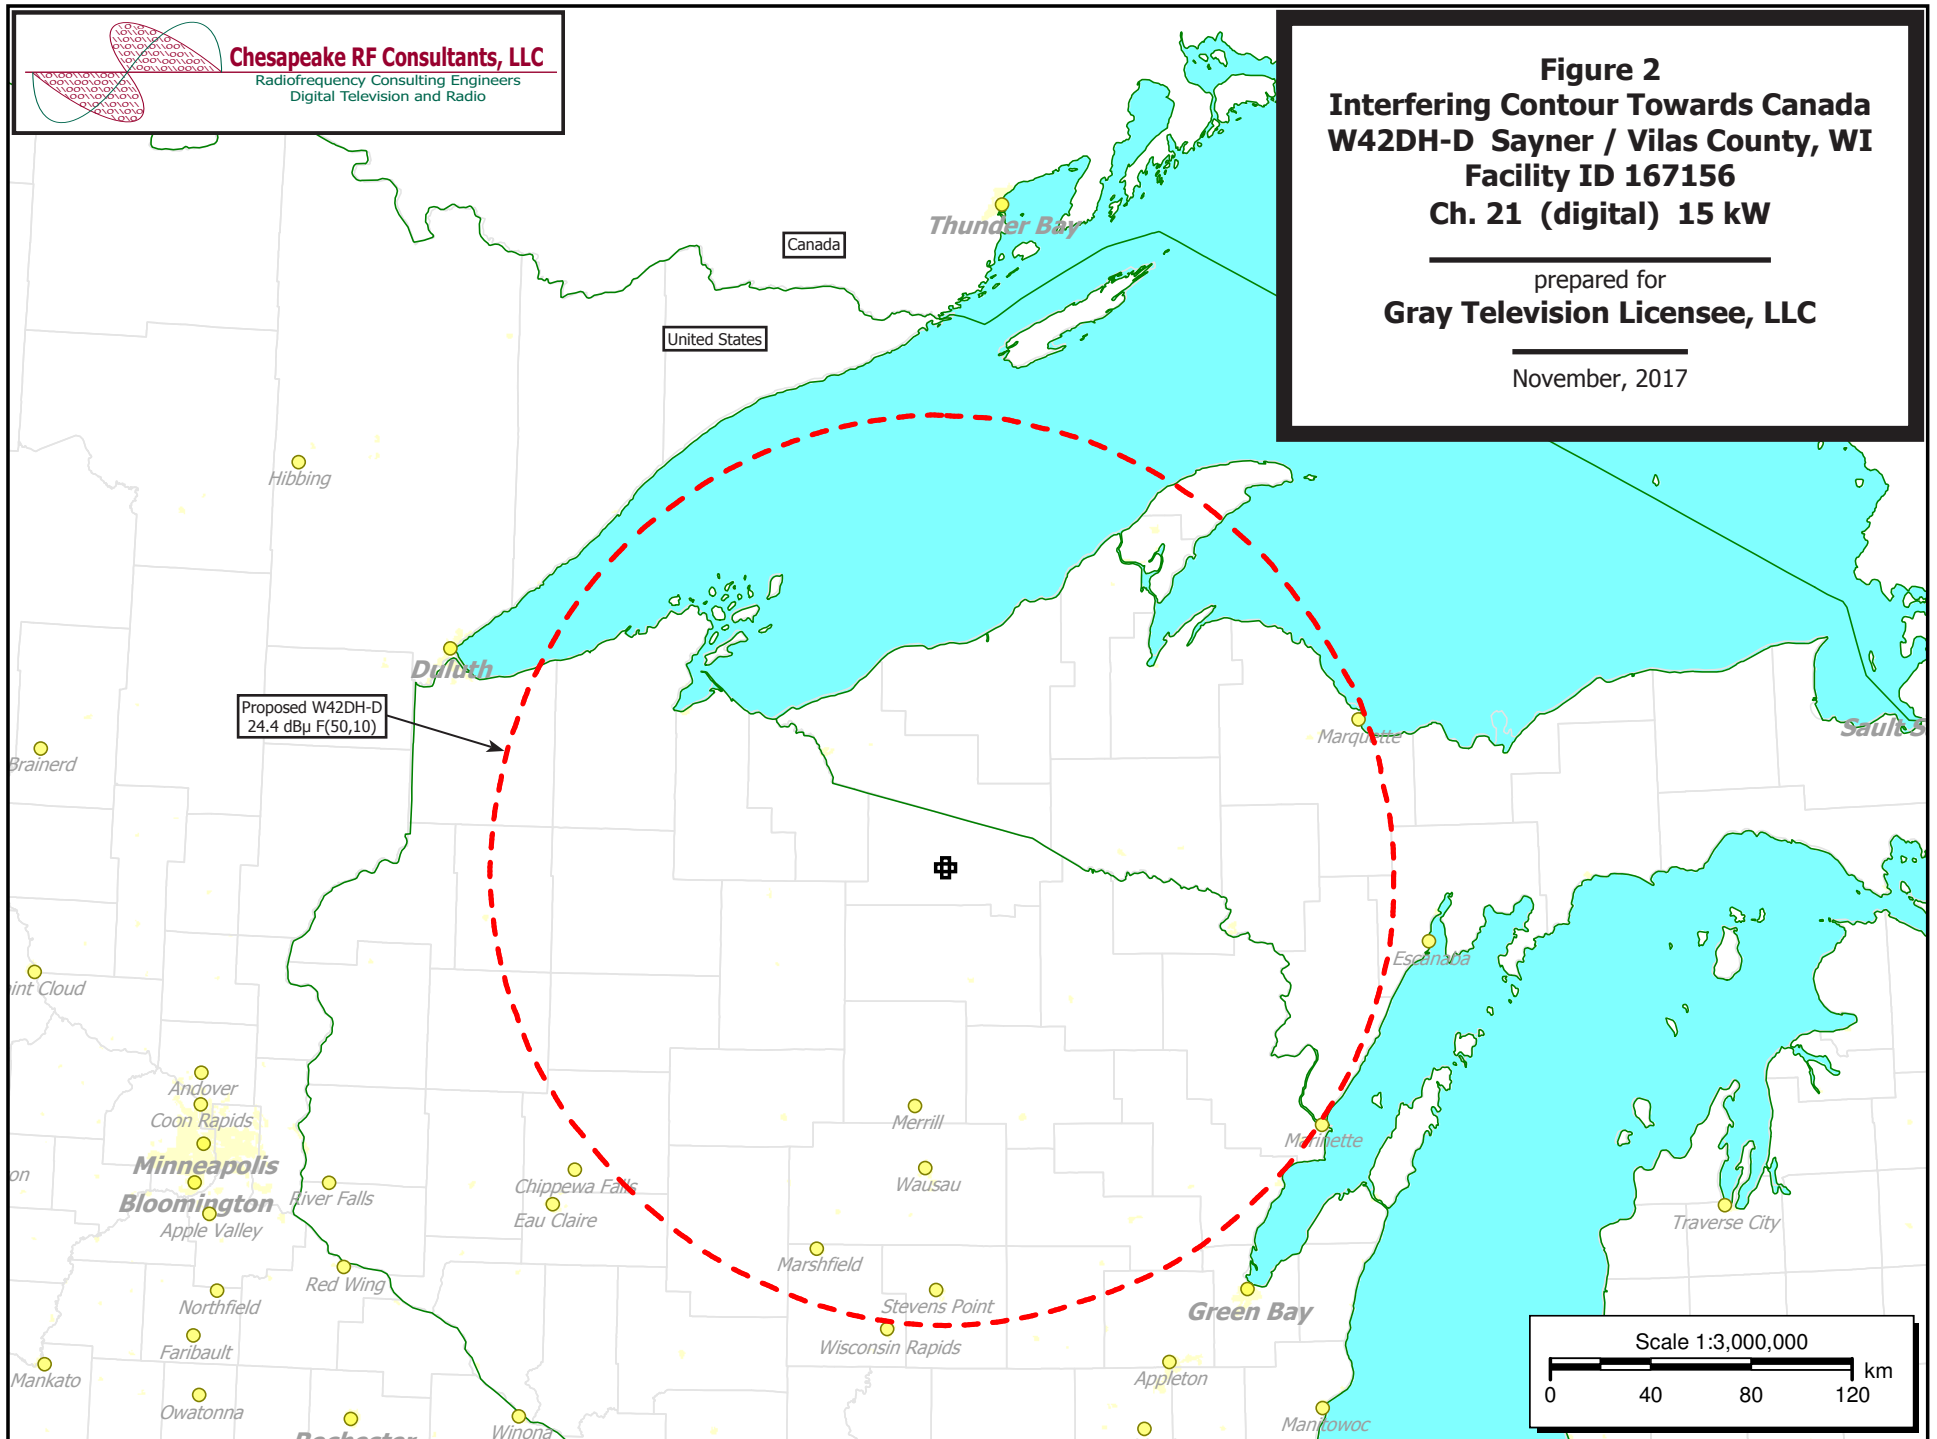 Chesapeake RF Consultants, LLC
Radiofrequency Consulting Engineers
Digital Television and Radio
Figure 2
Interfering Contour Towards Canada
W42DH-D Sayner / Vilas County, WI
Facility ID 167156
Ch. 21 (digital) 15 kW
prepared for
Gray Television Licensee, LLC
November, 2017
Thunder Bay
Canada
United States
Hibbing
Duluth
Proposed W42DH-D
24.4 dBµ F(50,10)
Marquette
Sault S
Brainerd
Escanaba
int Cloud
Andover
Coon Rapids
Merrill
Marinette
on
Minneapolis
Chippewa Falls
Wausau
Bloomington
River Falls
Eau Claire
Apple Valley
Traverse City
Marshfield
Red Wing
Northfield
Stevens Point
Green Bay
Faribault
Wisconsin Rapids
Mankato
Appleton
Owatonna
Winona
Manitowoc
Rochester
Scale 1:3,000,000
km
0 40 80 120